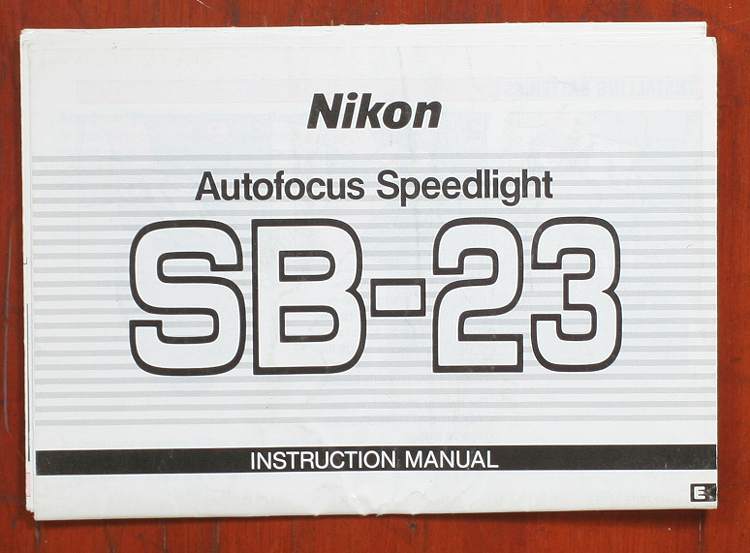 Nikon
Autofocus Speedlight
SB-23
INSTRUCTION MANUAL
E